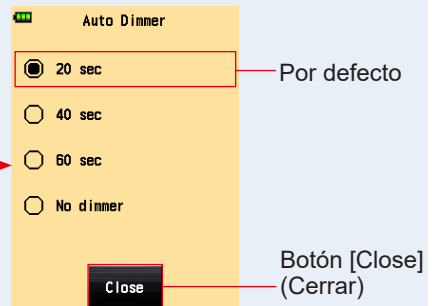 Auto Dimmer
20 sec
Por defecto
40 sec
60 sec
No dimmer
Botón [Close]
(Cerrar)
Close